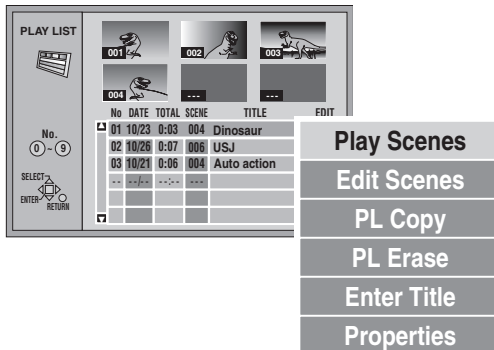 PLAY LIST
001
002
003
004
---
---
No DATE TOTAL SCENE TITLE EDIT
01 10/23 0:03 004 Dinosaur
02 10/26 0:07 006 USJ
03 10/21 0:06 004 Auto action
-- --/-- --:-- ---
No.
0 ~ 9
SELECT
ENTER
RETURN
Play Scenes
Edit Scenes
PL Copy
PL Erase
Enter Title
Properties